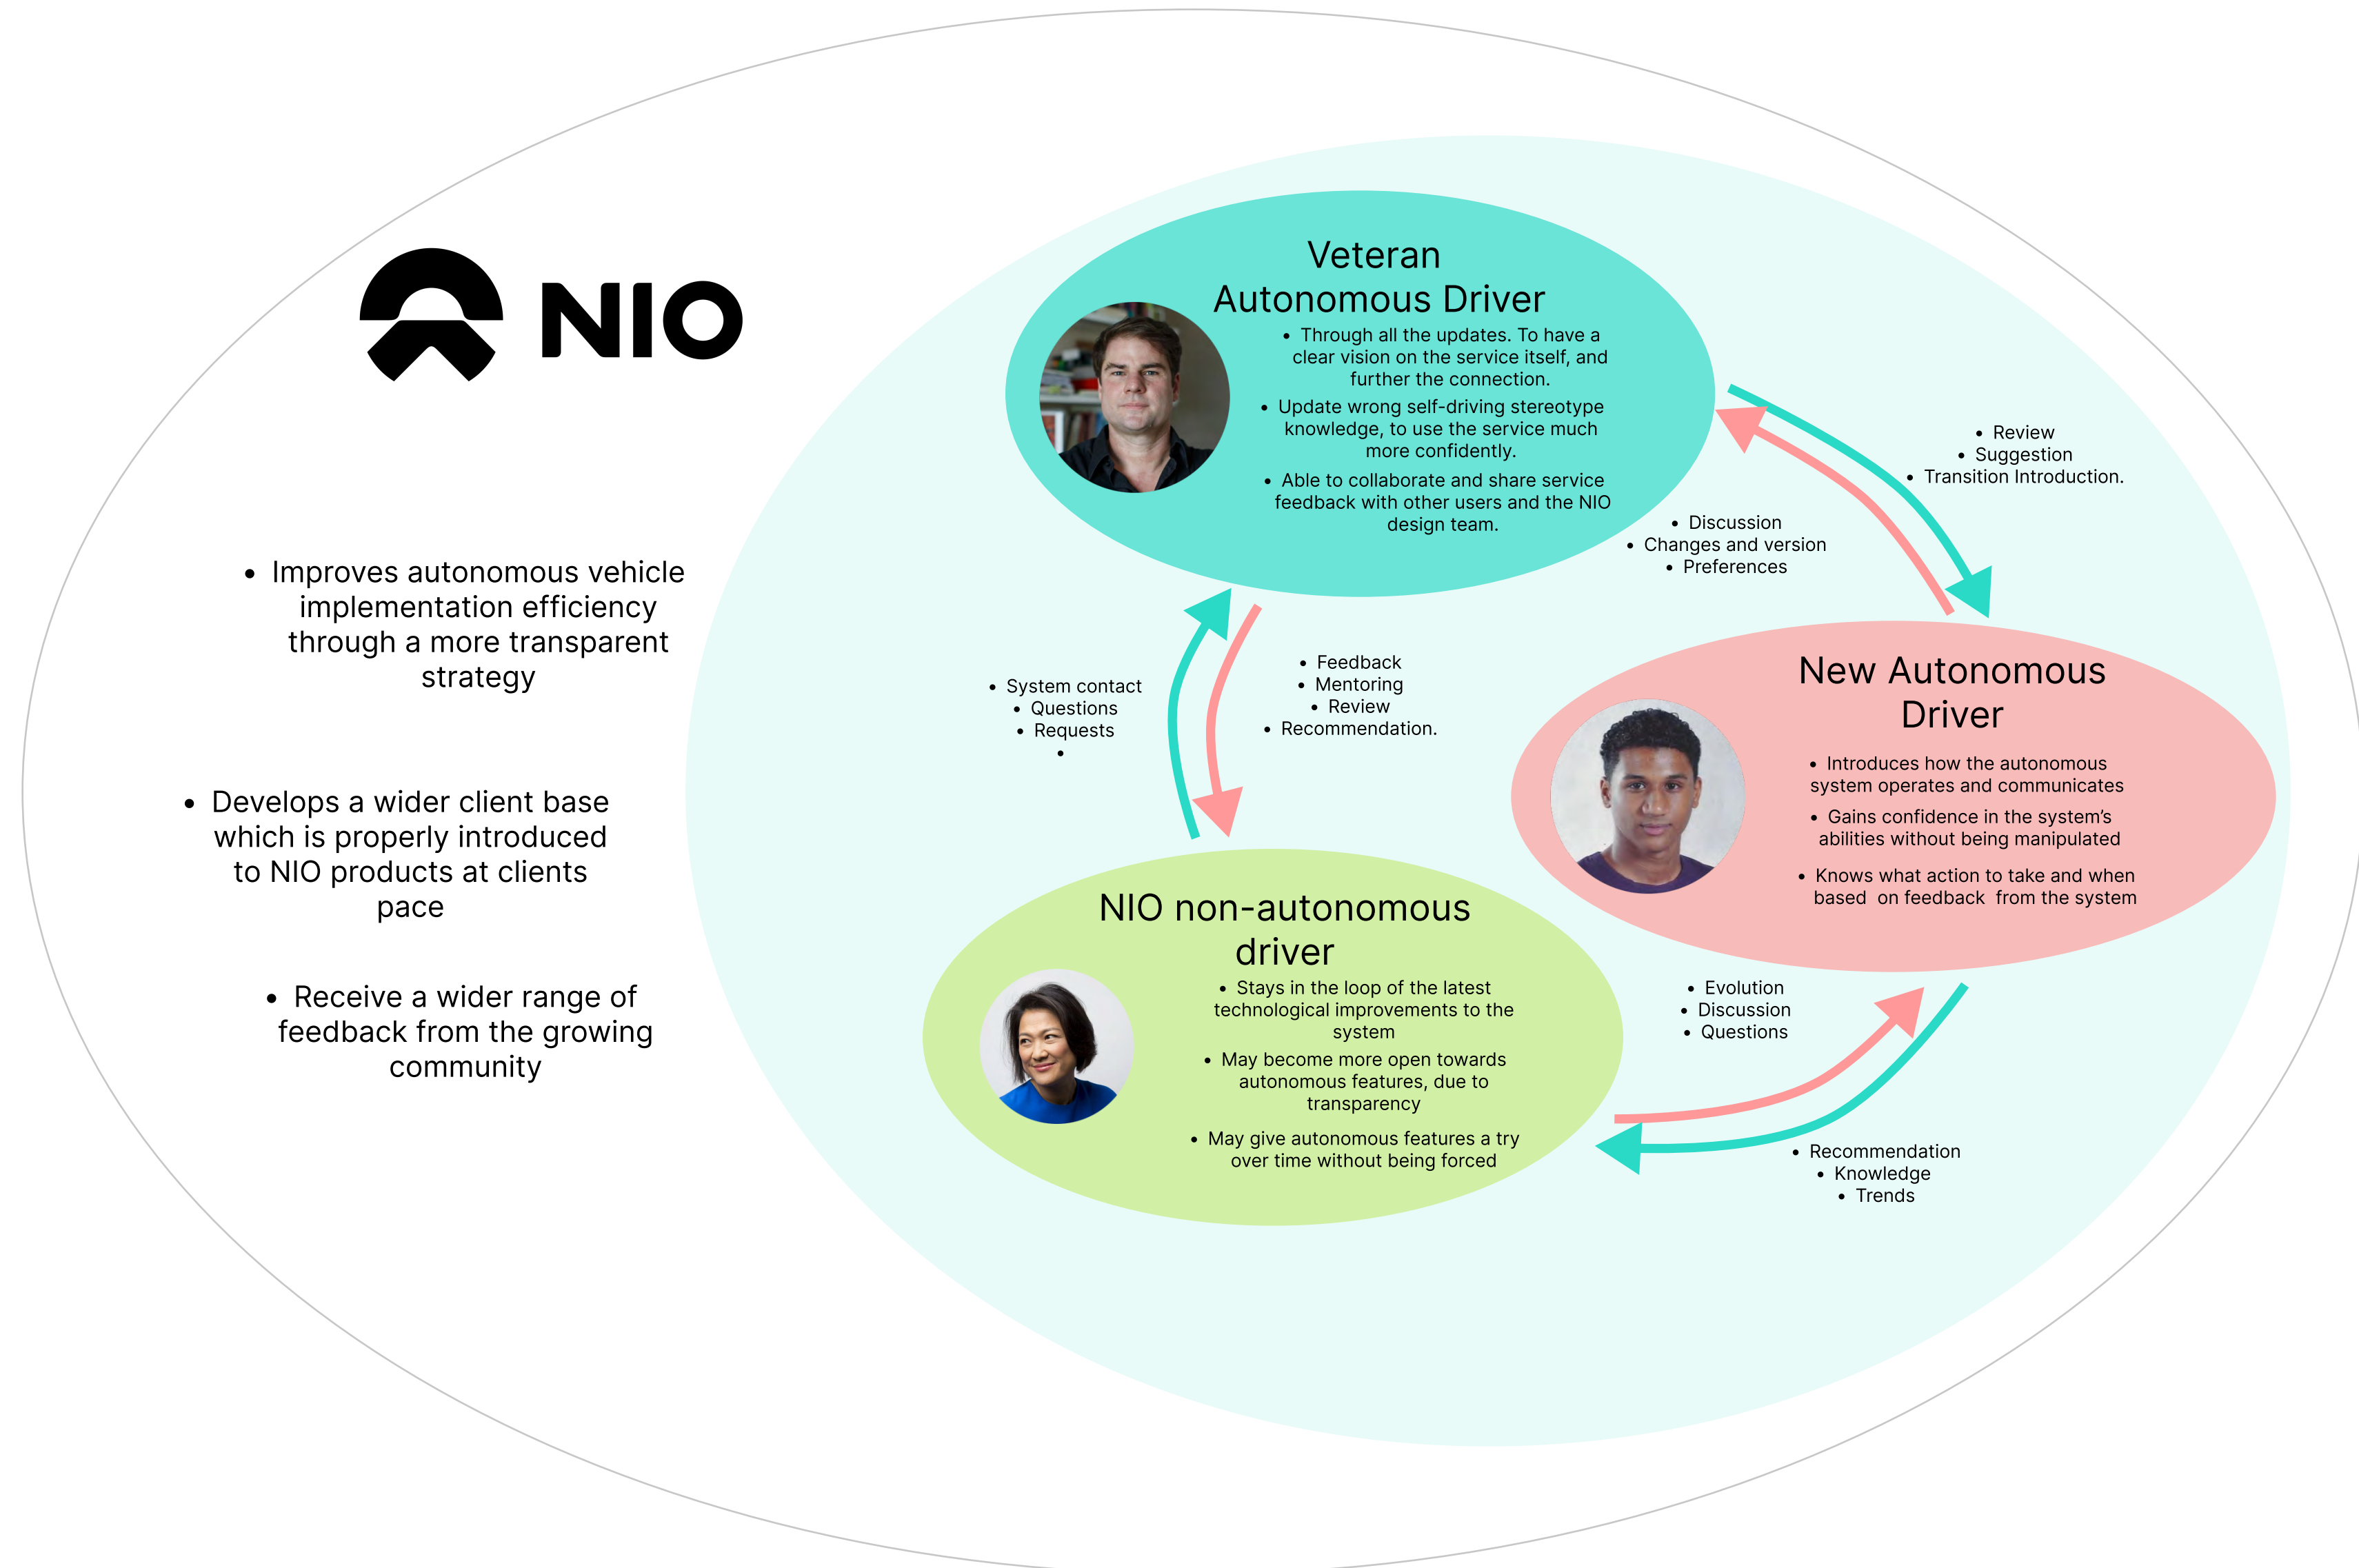 NIO
• Improves autonomous vehicle
implementation efficiency
through a more transparent
strategy
• Develops a wider client base
which is properly introduced
to NIO products at clients
pace
• Receive a wider range of
feedback from the growing
community
Veteran
Autonomous Driver
• Through all the updates. To have a
clear vision on the service itself, and
further the connection.
• Update wrong self-driving stereotype
knowledge, to use the service much
more confidently.
• Able to collaborate and share service
feedback with other users and the NIO
design team.
• Review
• Suggestion
• Transition Introduction.
• Discussion
• Changes and version
• Preferences
• System contact
• Questions
• Requests
•
• Feedback
• Mentoring
• Review
• Recommendation.
New Autonomous
Driver
• Introduces how the autonomous
system operates and communicates
• Gains confidence in the system’s
abilities without being manipulated
• Knows what action to take and when
based  on feedback  from the system
NIO non-autonomous
driver
• Stays in the loop of the latest
technological improvements to the
system
• May become more open towards
autonomous features, due to
transparency
• May give autonomous features a try
over time without being forced
• Evolution
• Discussion
• Questions
• Recommendation
• Knowledge
• Trends